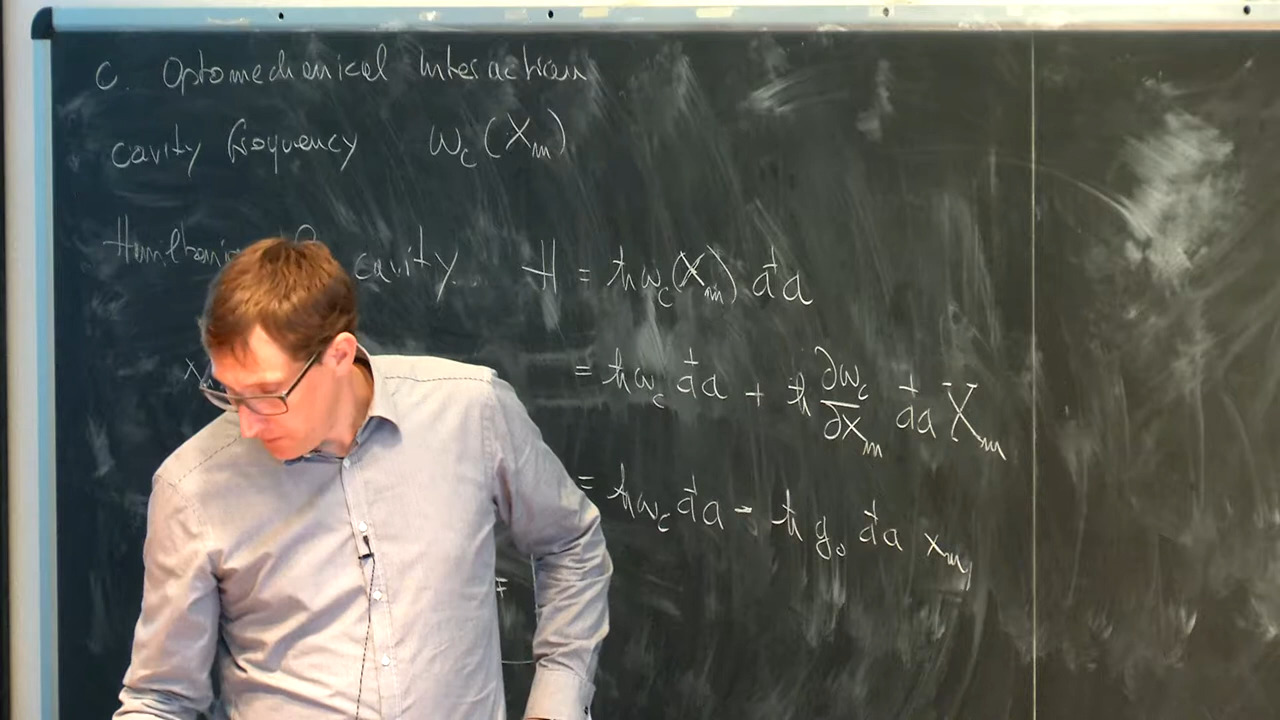 c. Optomechanical Interaction
cavity frequency ω_c(X_m)
cavity... H = ħω_c(X_m) a†a
= ħω_c a†a + ħ ∂ω_c/∂X_m a†a X_m
= ħω_c a†a - ħ g_0 a†a x_m